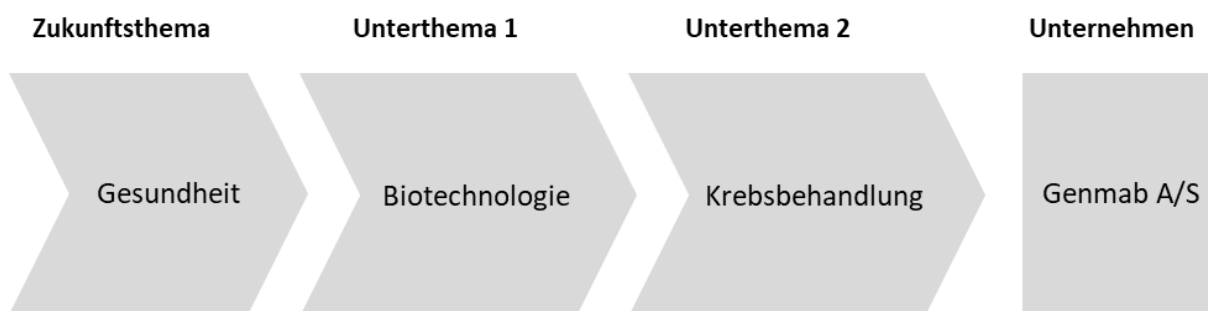 Zukunftsthema
Unterthema 1
Unterthema 2
Unternehmen
Gesundheit
Biotechnologie
Krebsbehandlung
Genmab A/S